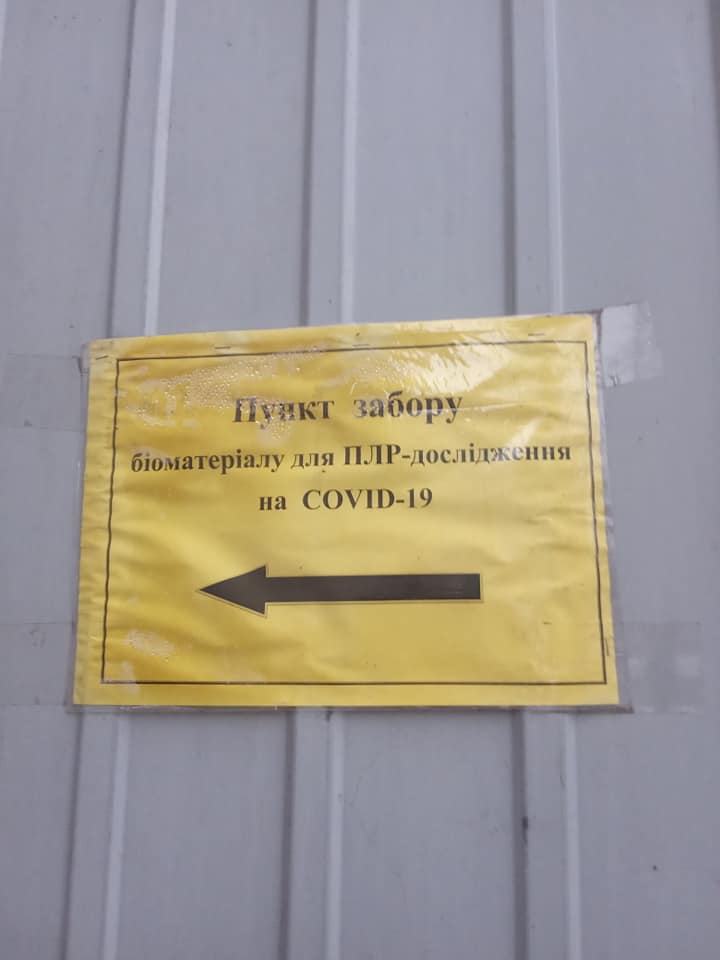 Пункт забору
біоматеріалу для ПЛР-дослідження
на COVID-19